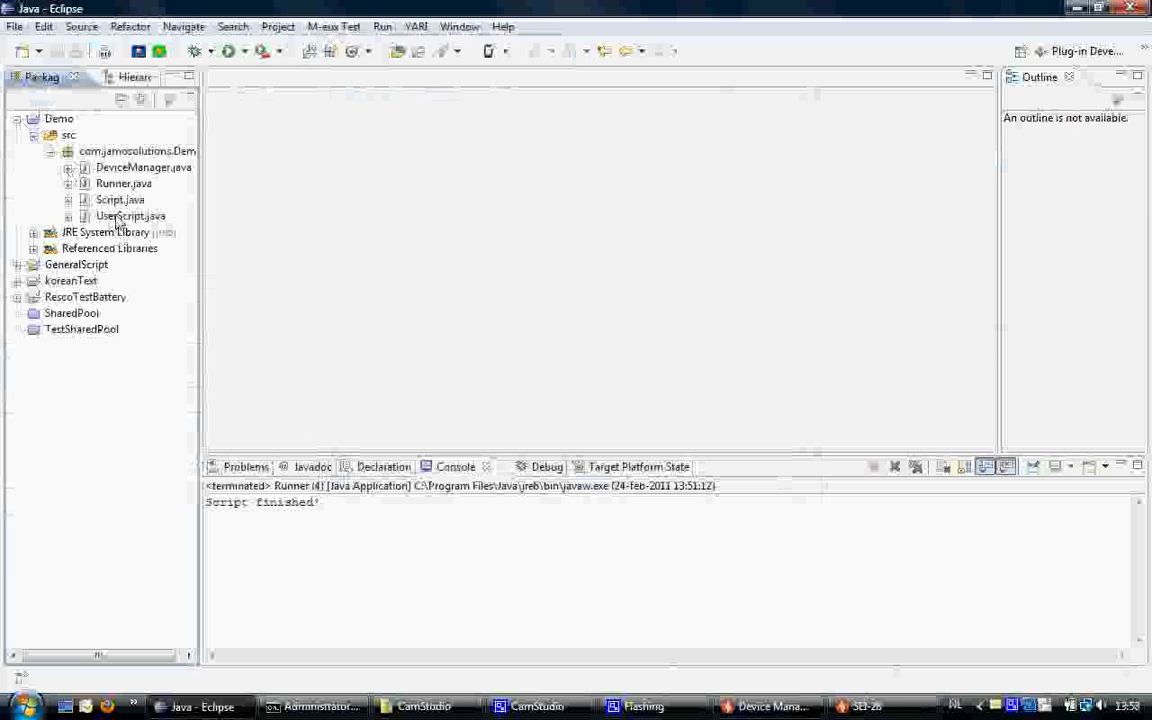 Java - Eclipse
File Edit Source Refactor Navigate Search Project M-eux Test Run YARI Window Help
Plug-in Deve...
Packag Hierarc
Outline
Demo
An outline is not available.
src
com.jamosolutions.Dem
DeviceManager.java
Runner.java
Script.java
UserScript.java
JRE System Library
Referenced Libraries
GeneralScript
koreanText
RescoTestBattery
SharedPool
TestSharedPool
Problems Javadoc Declaration Console Debug Target Platform State
<terminated> Runner (4) [Java Application] C:\Program Files\Java\jre6\bin\javaw.exe (24-feb-2011 13:51:12)
Script finished!
Java - Eclipse Administrator:... CamStudio CamStudio Flashing Device Mana... SEI-26 NL 13:53